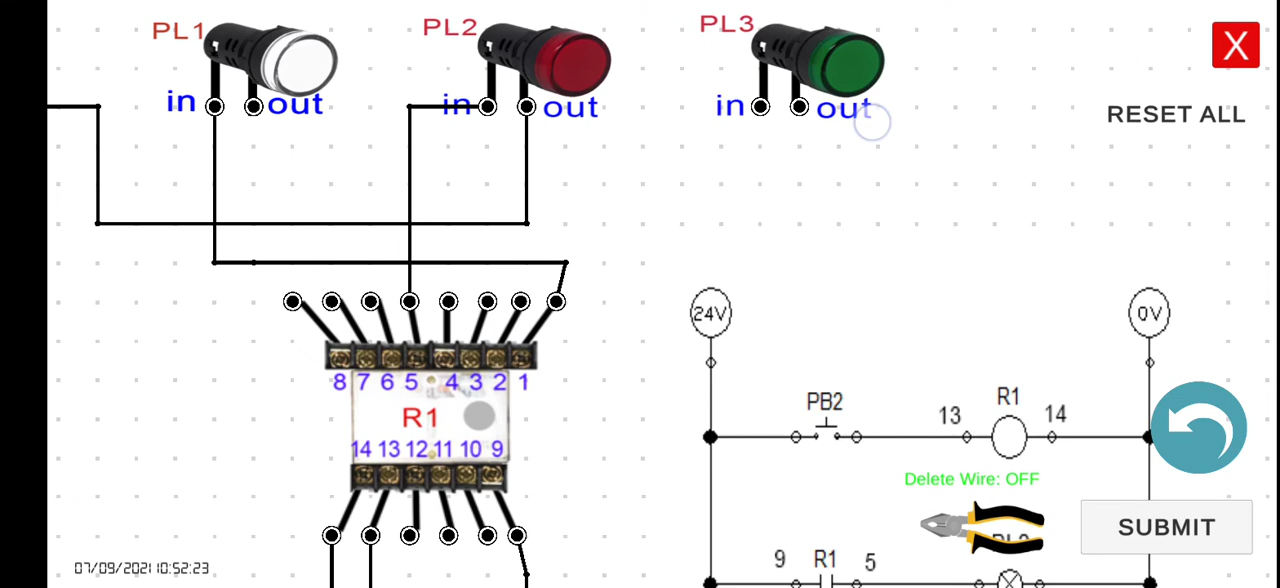 PL1
PL2
PL3
X
in
out
in
out
in
out
RESET ALL
8 7 6 5 4 3 2 1
R1
14 13 12 11 10 9
24V
0V
PB2
13
R1
14
Delete Wire: OFF
SUBMIT
9
R1
5
07/09/2021 10:52:23